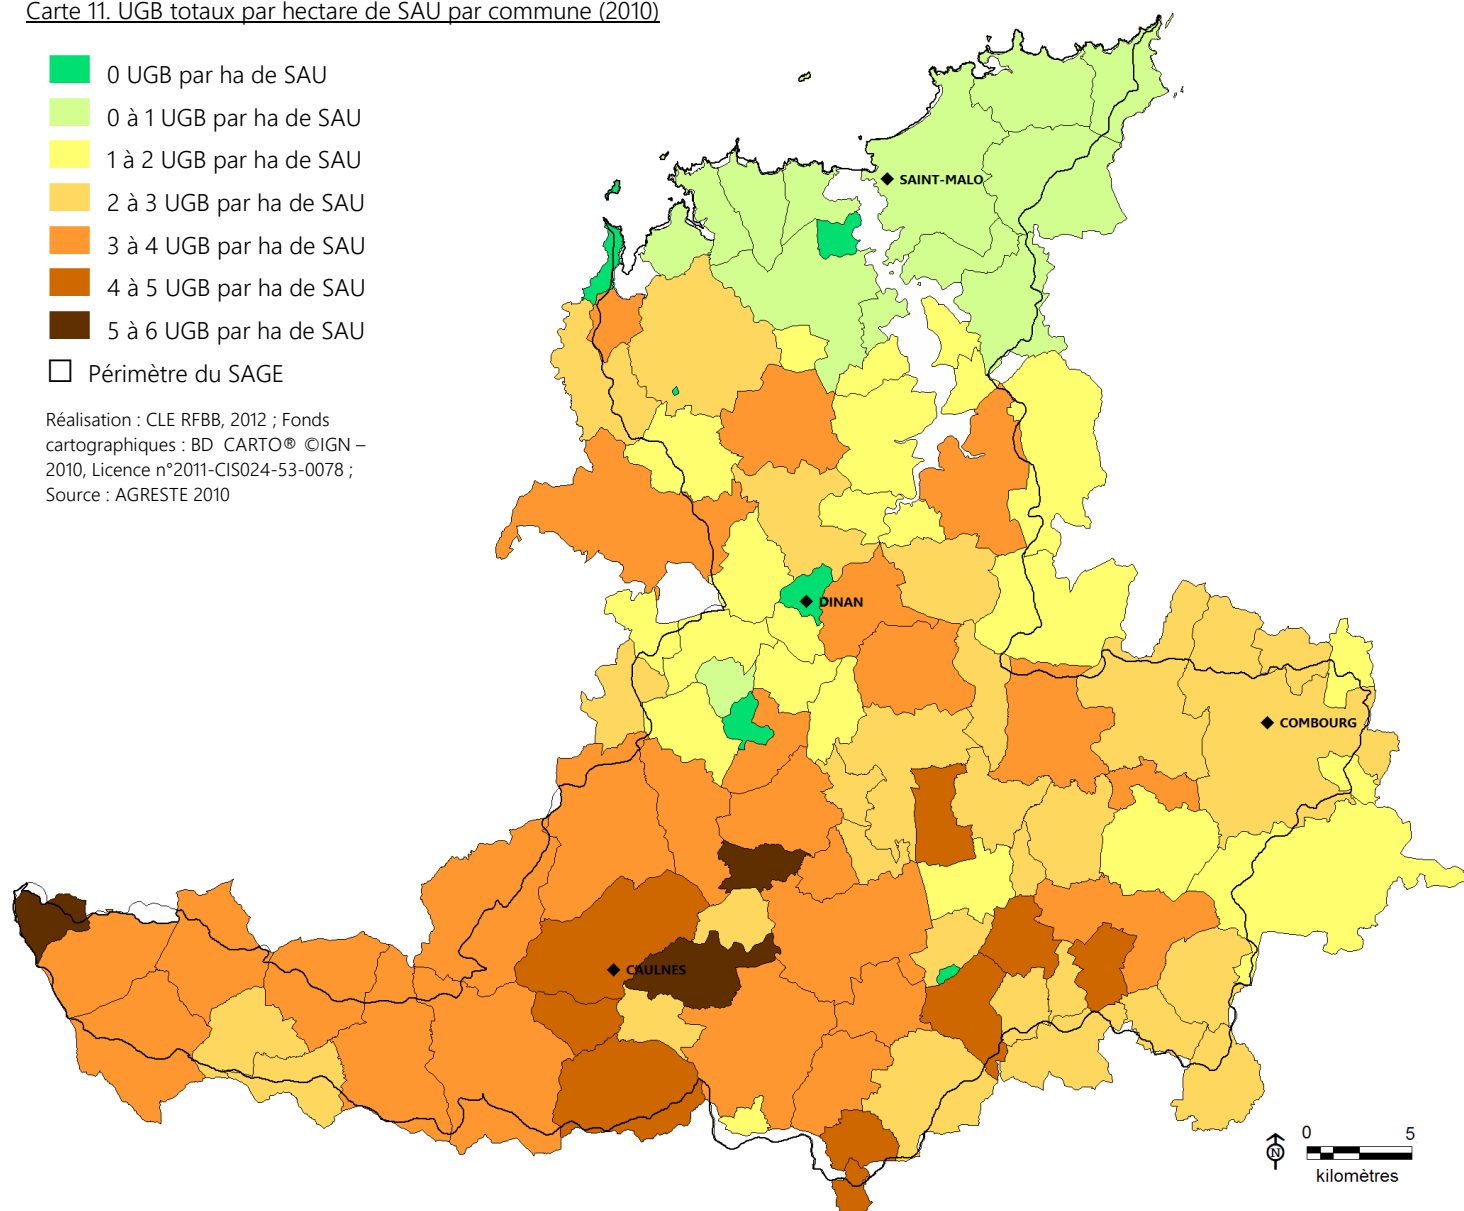 Carte 11. UGB totaux par hectare de SAU par commune (2010)
0 UGB par ha de SAU
0 à 1 UGB par ha de SAU
1 à 2 UGB par ha de SAU
2 à 3 UGB par ha de SAU
3 à 4 UGB par ha de SAU
4 à 5 UGB par ha de SAU
5 à 6 UGB par ha de SAU
Périmètre du SAGE
Réalisation : CLE RFBB, 2012 ; Fonds
cartographiques : BD CARTO® ©IGN –
2010, Licence n°2011-CIS024-53-0078 ;
Source : AGRESTE 2010
SAINT-MALO
DINAN
COMBOURG
CAULNES
0 5
N
kilomètres